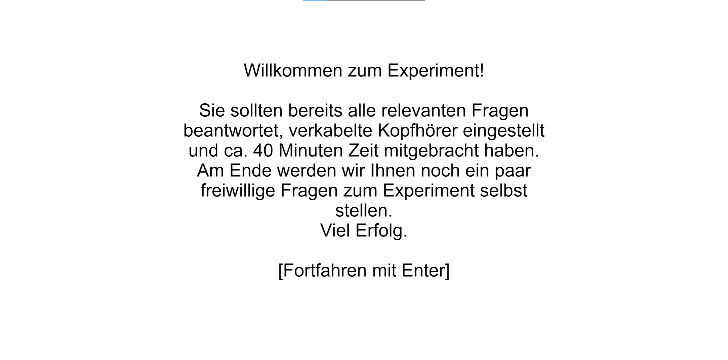 Willkommen zum Experiment!
Sie sollten bereits alle relevanten Fragen
beantwortet, verkabelte Kopfhörer eingestellt
und ca. 40 Minuten Zeit mitgebracht haben.
Am Ende werden wir Ihnen noch ein paar
freiwillige Fragen zum Experiment selbst
stellen.
Viel Erfolg.
[Fortfahren mit Enter]